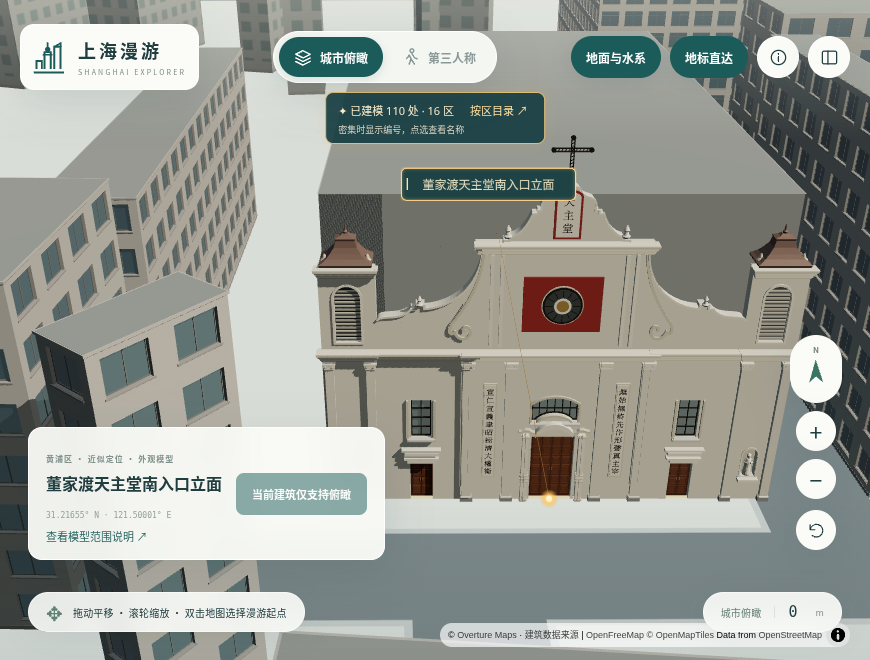 上海漫游
SHANGHAI EXPLORER
城市俯瞰
第三人称
地面与水系
地标直达
✦ 已建模 110 处 · 16 区 按区目录 ↗
密集时显示编号，点选查看名称
董家渡天主堂南入口立面
天主堂
N
黄浦区 · 近似定位 · 外观模型
董家渡天主堂南入口立面
31.21655° N · 121.50001° E
查看模型范围说明 ↗
当前建筑仅支持俯瞰
拖动平移 · 滚轮缩放 · 双击地图选择漫游起点
城市俯瞰 0 m
© Overture Maps · 建筑数据来源 | OpenFreeMap © OpenMapTiles Data from OpenStreetMap